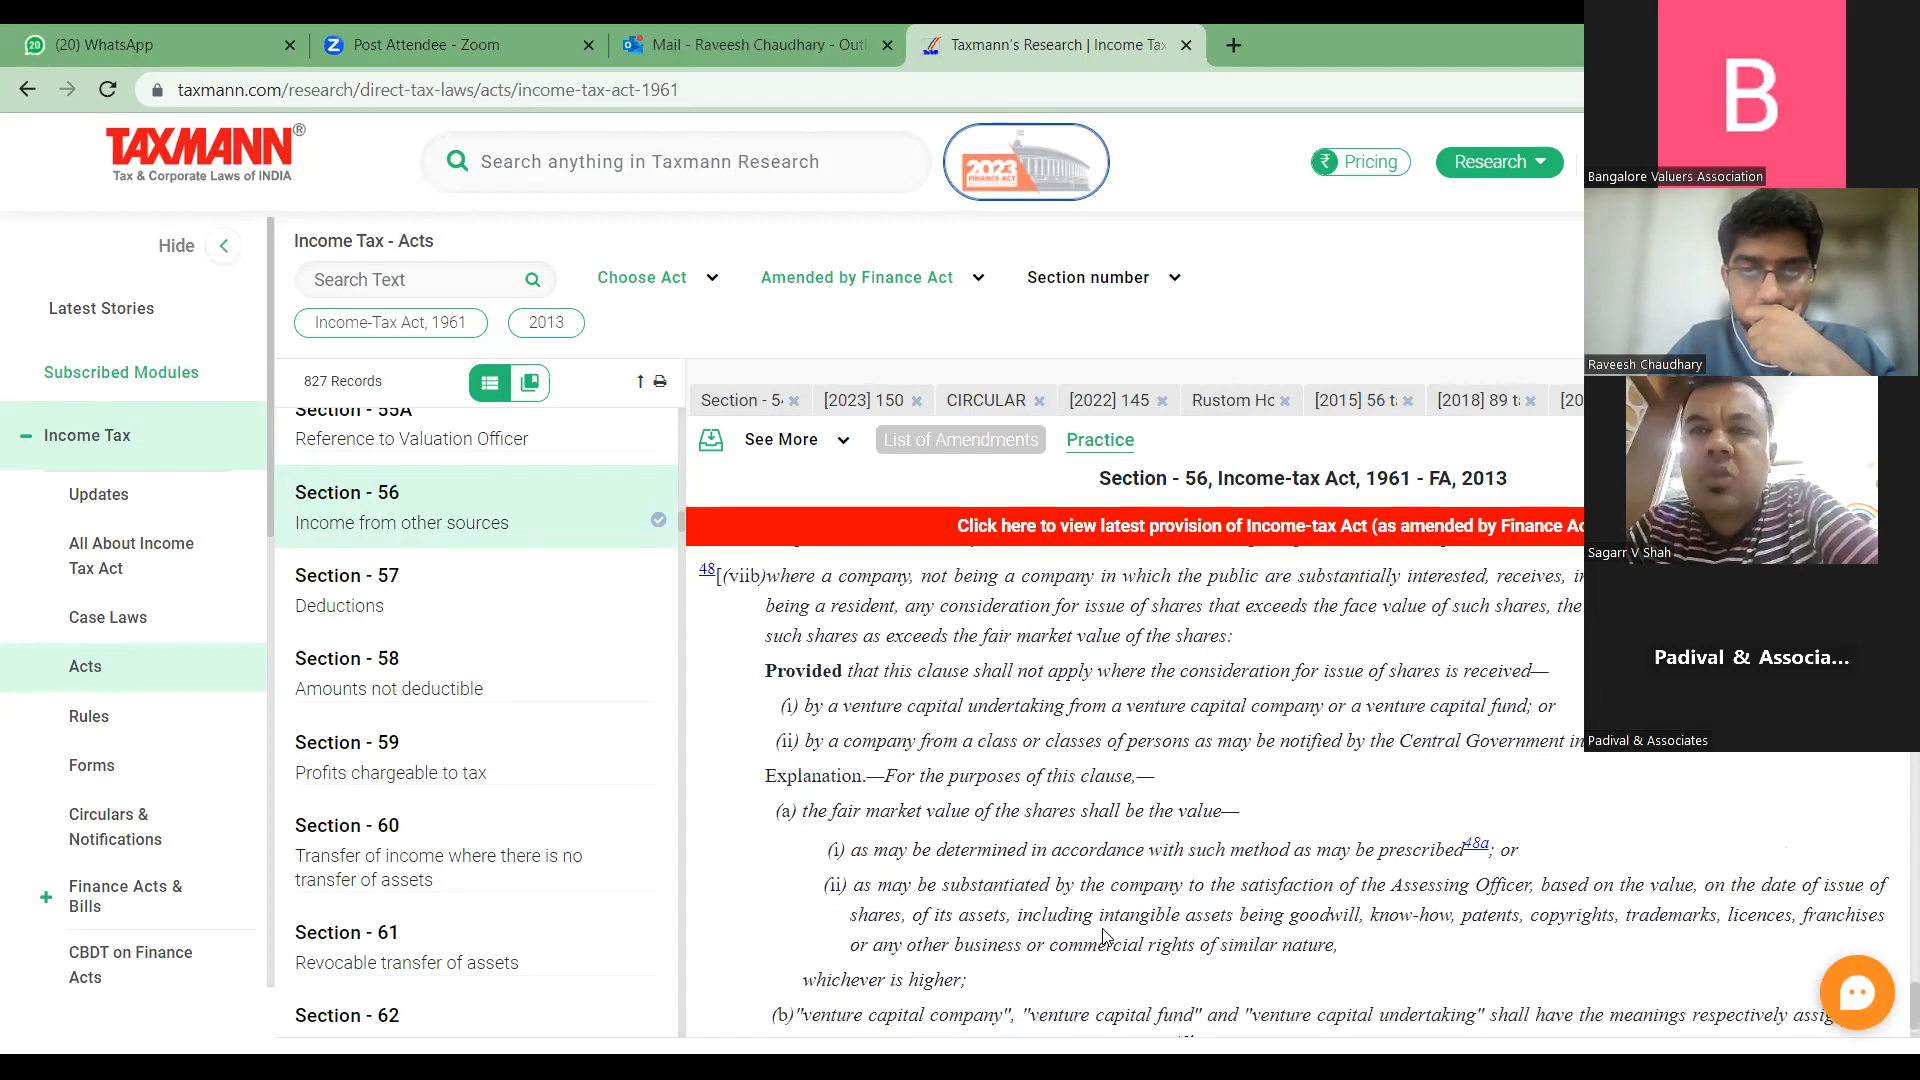 (20) WhatsApp
Post Attendee - Zoom
Mail - Raveesh Chaudhary - Outl
Taxmann's Research | Income Tax
taxmann.com/research/direct-tax-laws/acts/income-tax-act-1961
TAXMANN®
Tax & Corporate Laws of INDIA
Search anything in Taxmann Research
2023
FINANCE ACT
₹ Pricing
Research
Hide
Latest Stories
Subscribed Modules
Income Tax
Updates
All About Income
Tax Act
Case Laws
Acts
Rules
Forms
Circulars &
Notifications
Finance Acts &
Bills
CBDT on Finance
Acts
Income Tax - Acts
Search Text
Choose Act
Amended by Finance Act
Section number
Income-Tax Act, 1961
2013
827 Records
Section - 55A
Reference to Valuation Officer
Section - 56
Income from other sources
Section - 57
Deductions
Section - 58
Amounts not deductible
Section - 59
Profits chargeable to tax
Section - 60
Transfer of income where there is no
transfer of assets
Section - 61
Revocable transfer of assets
Section - 62
Section - 5
[2023] 150
CIRCULAR
[2022] 145
Rustom Ho
[2015] 56 t
[2018] 89 t
[20
See More
List of Amendments
Practice
Section - 56, Income-tax Act, 1961 - FA, 2013
Click here to view latest provision of Income-tax Act (as amended by Finance Ac
48[(viib)where a company, not being a company in which the public are substantially interested, receives, in
being a resident, any consideration for issue of shares that exceeds the face value of such shares, the
such shares as exceeds the fair market value of the shares:
Provided that this clause shall not apply where the consideration for issue of shares is received—
(i) by a venture capital undertaking from a venture capital company or a venture capital fund; or
(ii) by a company from a class or classes of persons as may be notified by the Central Government in
Explanation.—For the purposes of this clause,—
(a) the fair market value of the shares shall be the value—
(i) as may be determined in accordance with such method as may be prescribed48a; or
(ii) as may be substantiated by the company to the satisfaction of the Assessing Officer, based on the value, on the date of issue of
shares, of its assets, including intangible assets being goodwill, know-how, patents, copyrights, trademarks, licences, franchises
or any other business or commercial rights of similar nature,
whichever is higher;
(b)"venture capital company", "venture capital fund" and "venture capital undertaking" shall have the meanings respectively assig
B
Bangalore Valuers Association
Raveesh Chaudhary
Sagarr V Shah
Padival & Associa...
Padival & Associates